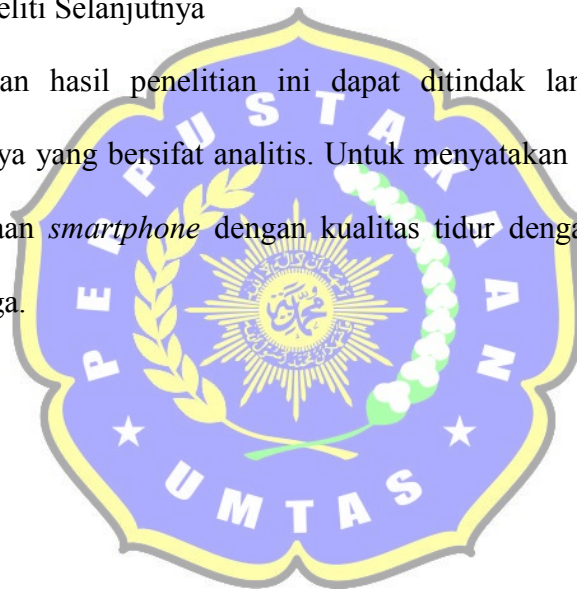 eliti Selanjutnya
an hasil penelitian ini dapat ditindak lan
ya yang bersifat analitis. Untuk menyatakan
aan smartphone dengan kualitas tidur denga
ga.
PERPUSTAKAAN
UMTAS